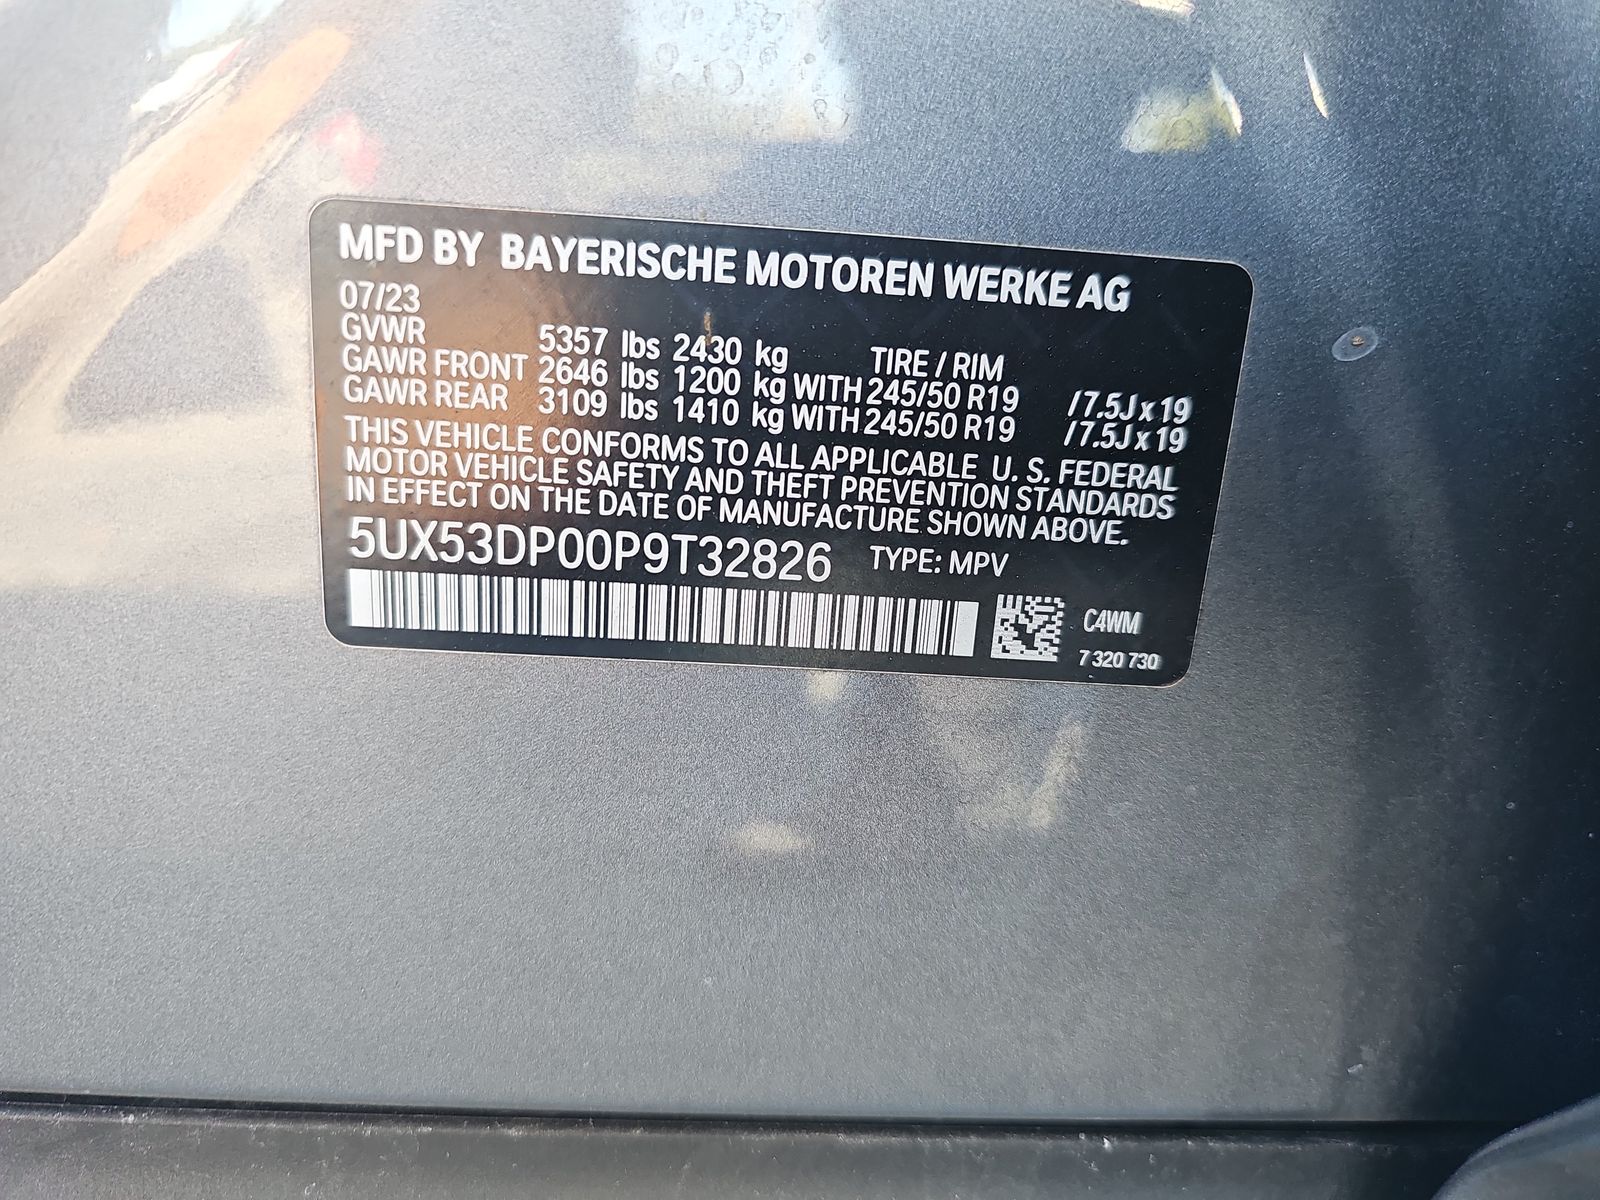 MFD BY BAYERISCHE MOTOREN WERKE AG
07/23
GVWR 5357 lbs 2430 kg TIRE / RIM
GAWR FRONT 2646 lbs 1200 kg WITH 245/50 R19 / 7.5J x 19
GAWR REAR 3109 lbs 1410 kg WITH 245/50 R19 / 7.5J x 19
THIS VEHICLE CONFORMS TO ALL APPLICABLE U. S. FEDERAL
MOTOR VEHICLE SAFETY AND THEFT PREVENTION STANDARDS
IN EFFECT ON THE DATE OF MANUFACTURE SHOWN ABOVE.
5UX53DP00P9T32826 TYPE: MPV
C4WM
7 320 730